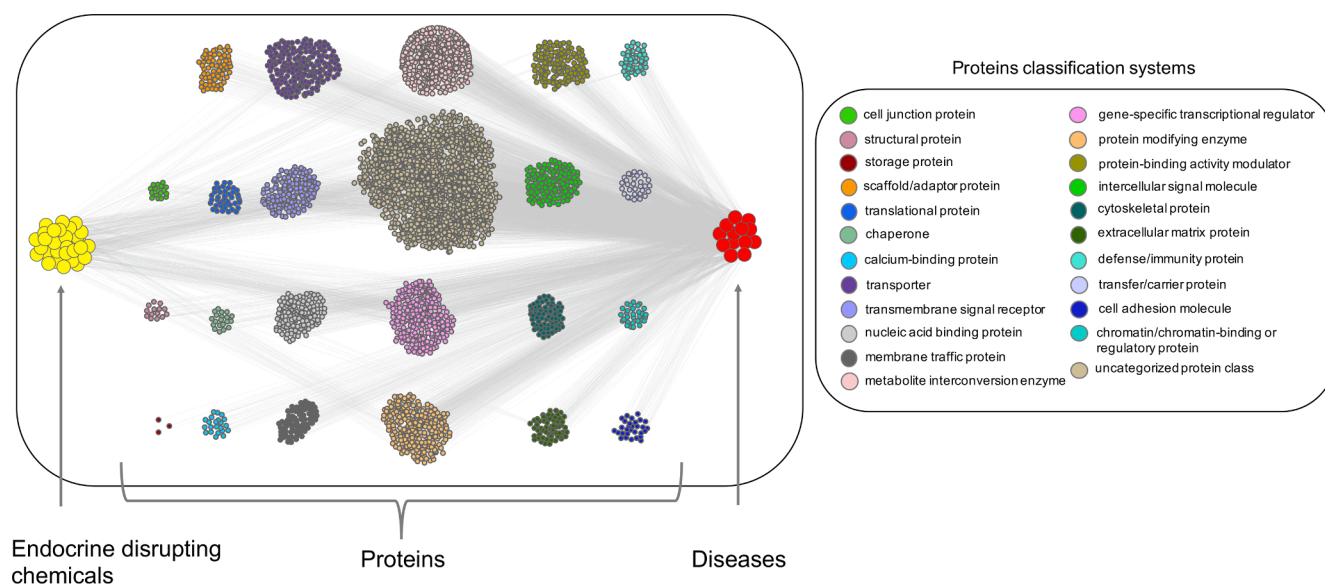 Proteins classification systems
cell junction protein
structural protein
storage protein
scaffold/adaptor protein
translational protein
chaperone
calcium-binding protein
transporter
transmembrane signal receptor
nucleic acid binding protein
membrane traffic protein
metabolite interconversion enzyme
gene-specific transcriptional regulator
protein modifying enzyme
protein-binding activity modulator
intercellular signal molecule
cytoskeletal protein
extracellular matrix protein
defense/immunity protein
transfer/carrier protein
cell adhesion molecule
chromatin/chromatin-binding or
regulatory protein
uncategorized protein class
Endocrine disrupting
chemicals
Proteins
Diseases